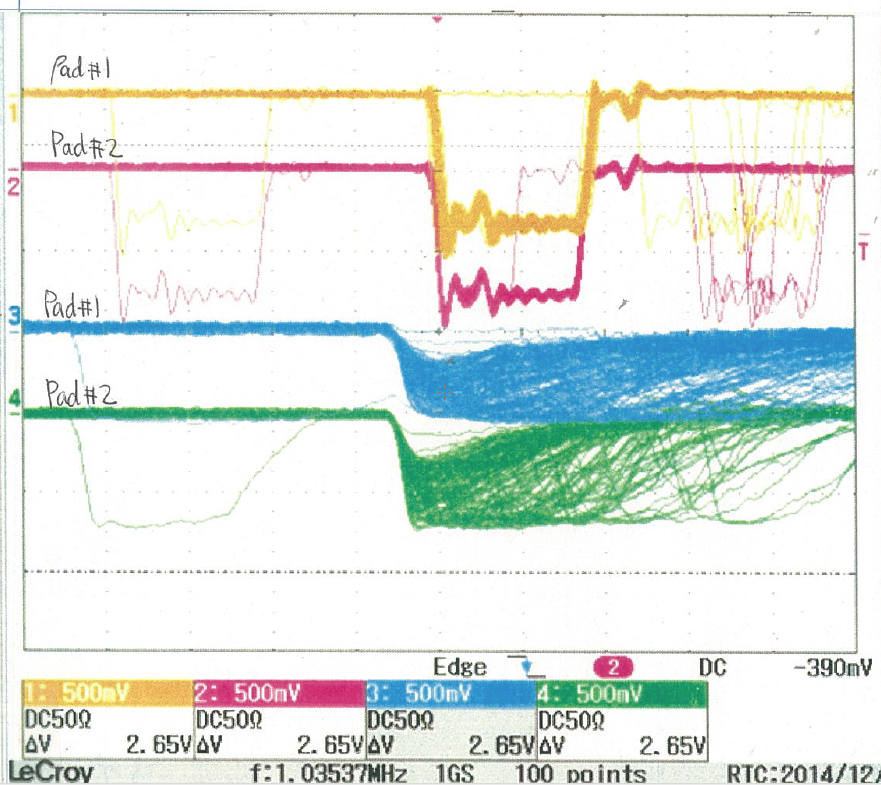 Pad#1
1
Pad#2
2
T
Pad#1
3
Pad#2
4
Edge 2 DC -390mV
1: 500mV 2: 500mV 3: 500mV 4: 500mV
DC50Ω DC50Ω DC50Ω DC50Ω
ΔV 2.65V ΔV 2.65V ΔV 2.65V ΔV 2.65V
LeCroy f:1.03537MHz 1GS 100 points RTC:2014/12/